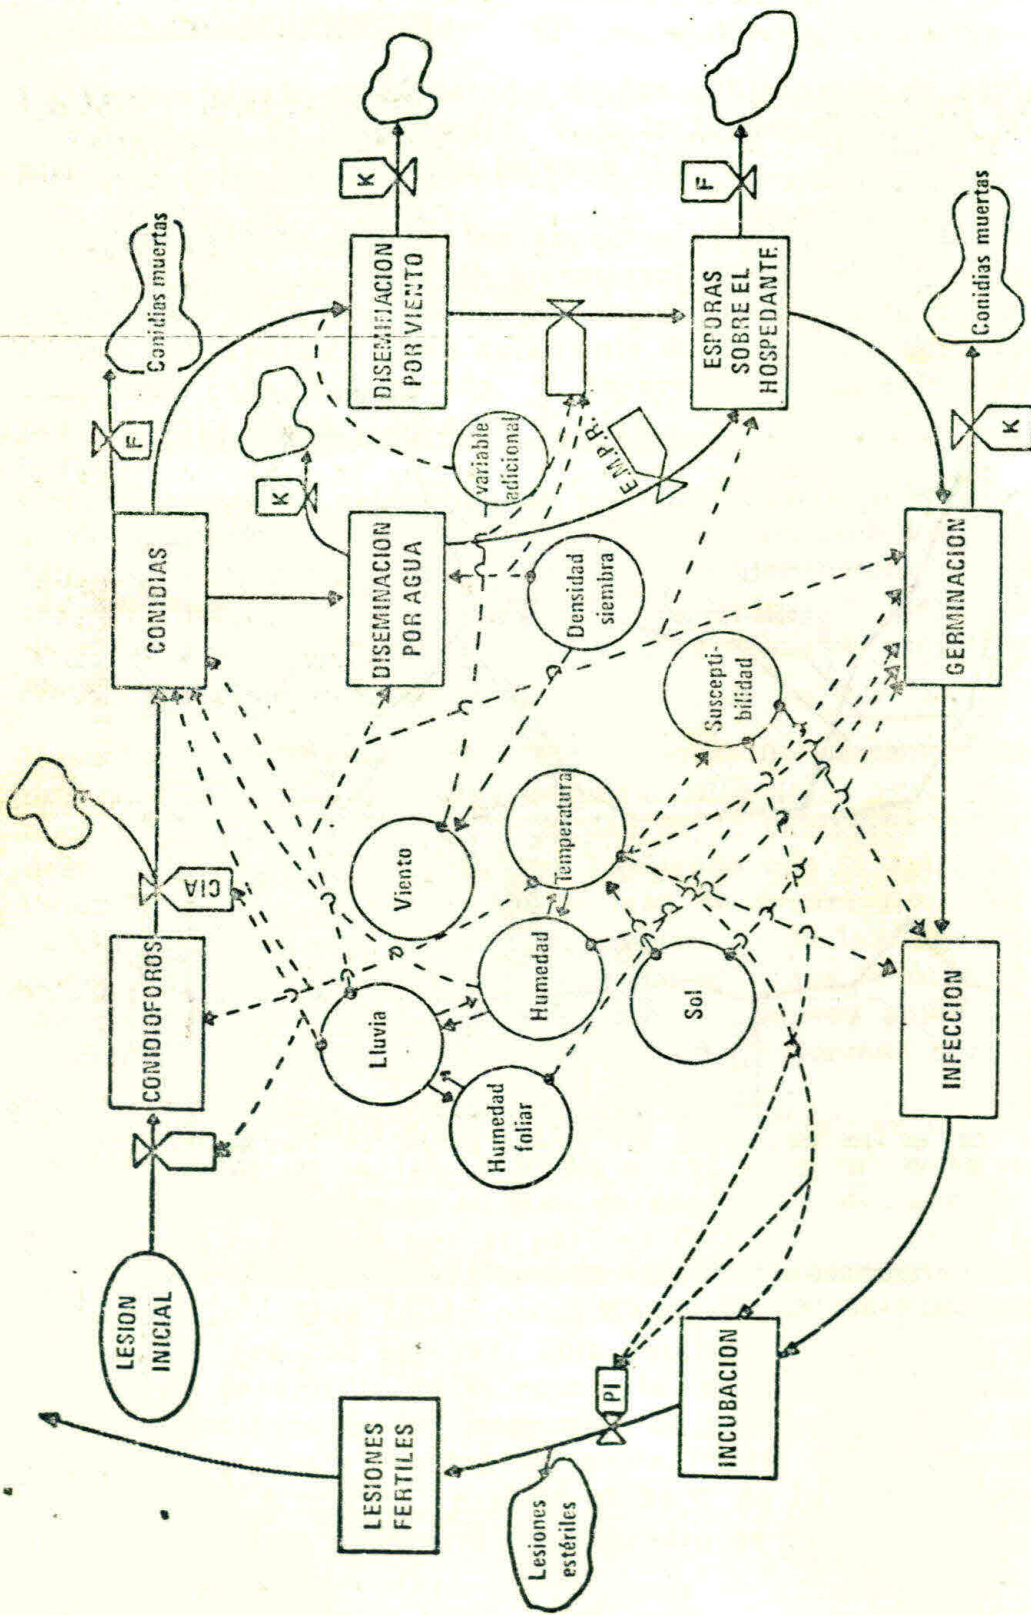 LESION
INICIAL
CONIDIOFOROS
CIA
CONIDIAS
F
Conidias muertas
K
DISEMINACION
POR AGUA
DISEMINACION
POR VIENTO
K
variable
adicional
E.M.P.R.
Densidad
siembra
ESPORAS
SOBRE EL
HOSPEDANTE
F
Viento
Lluvia
Humedad
Temperatura
Humedad
foliar
Sol
Suscepti-
bilidad
GERMINACION
K
Conidias muertas
INFECCION
INCUBACION
PI
Lesiones
estériles
LESIONES
FERTILES